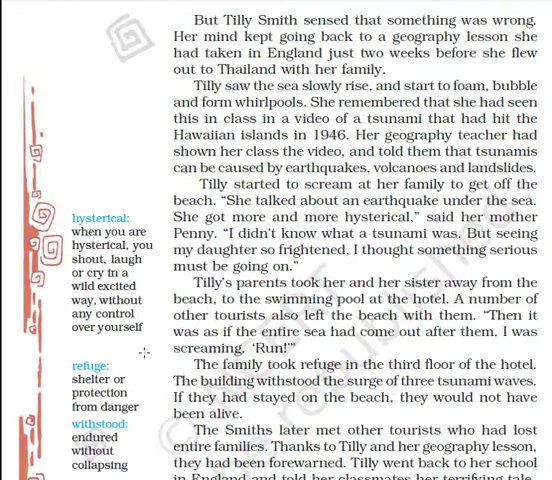 But Tilly Smith sensed that something was wrong.
Her mind kept going back to a geography lesson she
had taken in England just two weeks before she flew
out to Thailand with her family.
Tilly saw the sea slowly rise, and start to foam, bubble
and form whirlpools. She remembered that she had seen
this in class in a video of a tsunami that had hit the
Hawaiian islands in 1946. Her geography teacher had
shown her class the video, and told them that tsunamis
can be caused by earthquakes, volcanoes and landslides.
Tilly started to scream at her family to get off the
beach. “She talked about an earthquake under the sea.
She got more and more hysterical,” said her mother
Penny. “I didn’t know what a tsunami was. But seeing
my daughter so frightened, I thought something serious
must be going on.”
Tilly’s parents took her and her sister away from the
beach, to the swimming pool at the hotel. A number of
other tourists also left the beach with them. “Then it
was as if the entire sea had come out after them. I was
screaming, ‘Run!’”
The family took refuge in the third floor of the hotel.
The building withstood the surge of three tsunami waves.
If they had stayed on the beach, they would not have
been alive.
The Smiths later met other tourists who had lost
entire families. Thanks to Tilly and her geography lesson,
they had been forewarned. Tilly went back to her school
in England and told her classmates her terrifying tale.
hysterical:
when you are
hysterical, you
shout, laugh
or cry in a
wild excited
way, without
any control
over yourself
refuge:
shelter or
protection
from danger
withstood:
endured
without
collapsing
© NCERT
be republished